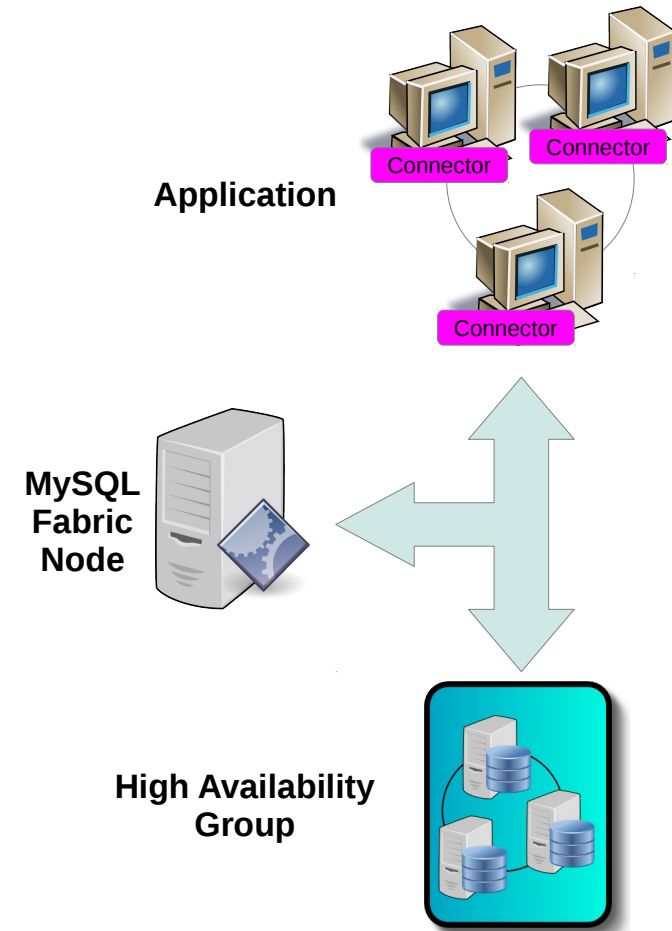 Connector
Connector
Application
Connector
MySQL
Fabric
Node
High Availability
Group